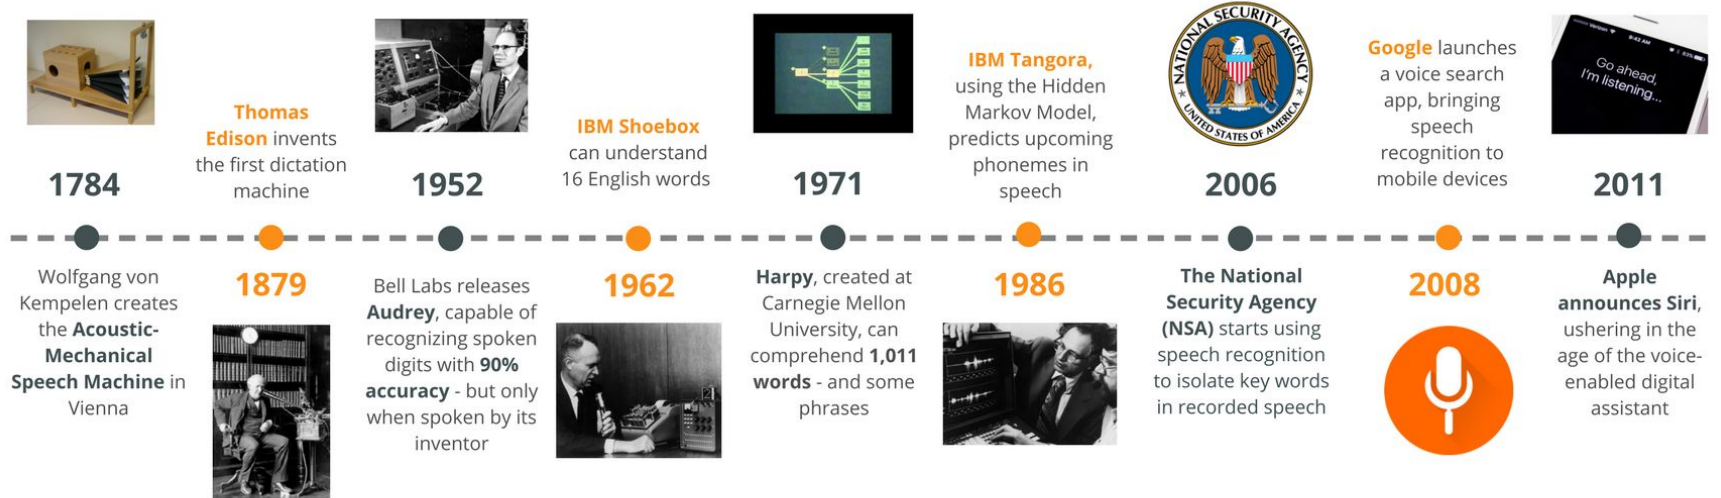 1784
Wolfgang von
Kempelen creates
the Acoustic-
Mechanical
Speech Machine in
Vienna
Thomas
Edison invents
the first dictation
machine
1879
1952
Bell Labs releases
Audrey, capable of
recognizing spoken
digits with 90%
accuracy - but only
when spoken by its
inventor
IBM Shoebox
can understand
16 English words
1962
1971
Harpy, created at
Carnegie Mellon
University, can
comprehend 1,011
words - and some
phrases
IBM Tangora,
using the Hidden
Markov Model,
predicts upcoming
phonemes in
speech
1986
NATIONAL SECURITY AGENCY
UNITED STATES OF AMERICA
2006
The National
Security Agency
(NSA) starts using
speech recognition
to isolate key words
in recorded speech
Google launches
a voice search
app, bringing
speech
recognition to
mobile devices
2008
Verizon
9:42 AM
Go ahead,
I'm listening...
2011
Apple
announces Siri,
ushering in the
age of the voice-
enabled digital
assistant